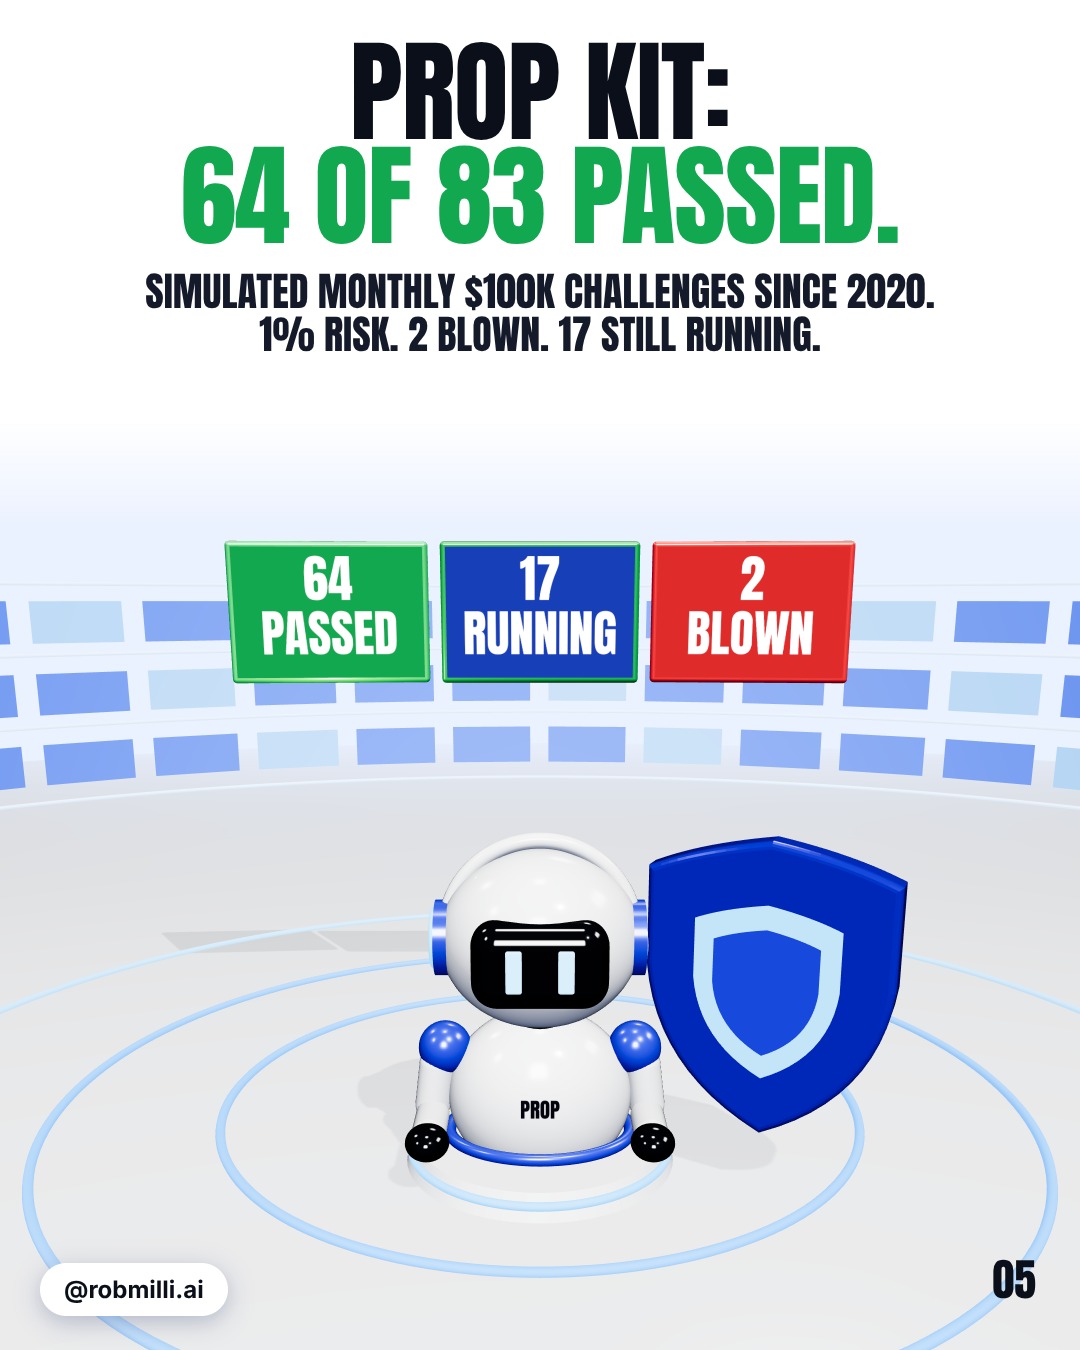 PROP KIT:
64 OF 83 PASSED.
SIMULATED MONTHLY $100K CHALLENGES SINCE 2020.
1% RISK. 2 BLOWN. 17 STILL RUNNING.
64
PASSED
17
RUNNING
2
BLOWN
PROP
@robmilli.ai
05